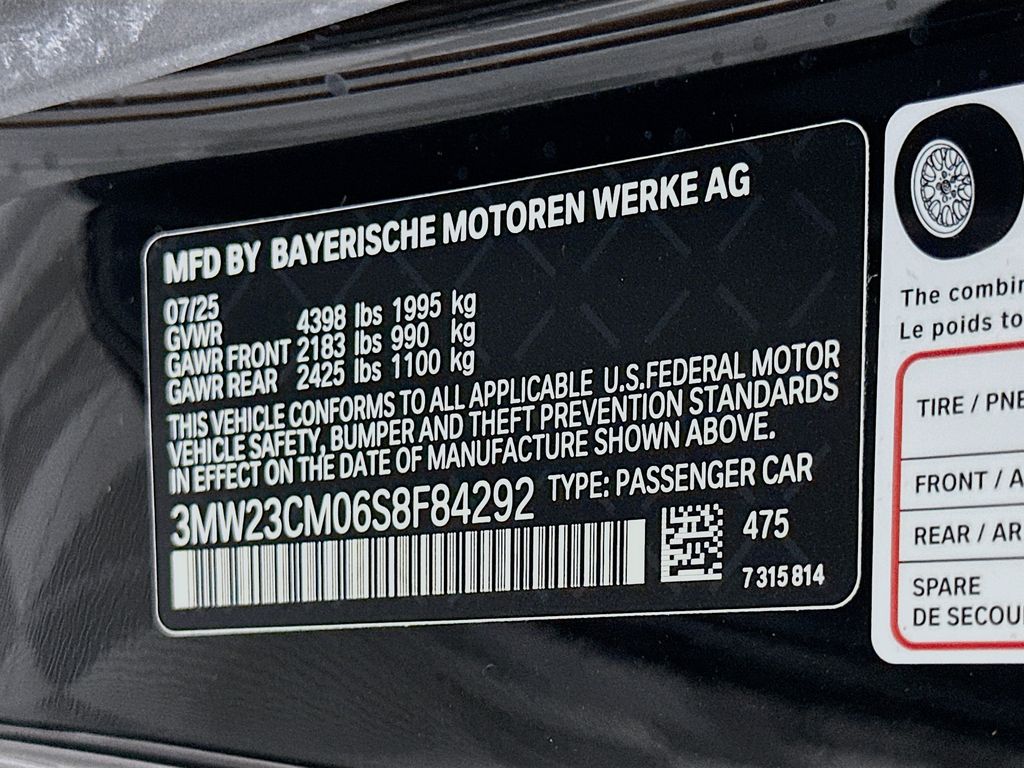 MFD BY BAYERISCHE MOTOREN WERKE AG
07/25
GVWR 4398 lbs 1995 kg
GAWR FRONT 2183 lbs 990 kg
GAWR REAR 2425 lbs 1100 kg
THIS VEHICLE CONFORMS TO ALL APPLICABLE U.S.FEDERAL MOTOR
VEHICLE SAFETY, BUMPER AND THEFT PREVENTION STANDARDS
IN EFFECT ON THE DATE OF MANUFACTURE SHOWN ABOVE.
3MW23CM06S8F84292 TYPE: PASSENGER CAR
475
7 315 814
The combin
Le poids to
TIRE / PNE
FRONT / A
REAR / AR
SPARE
DE SECOU